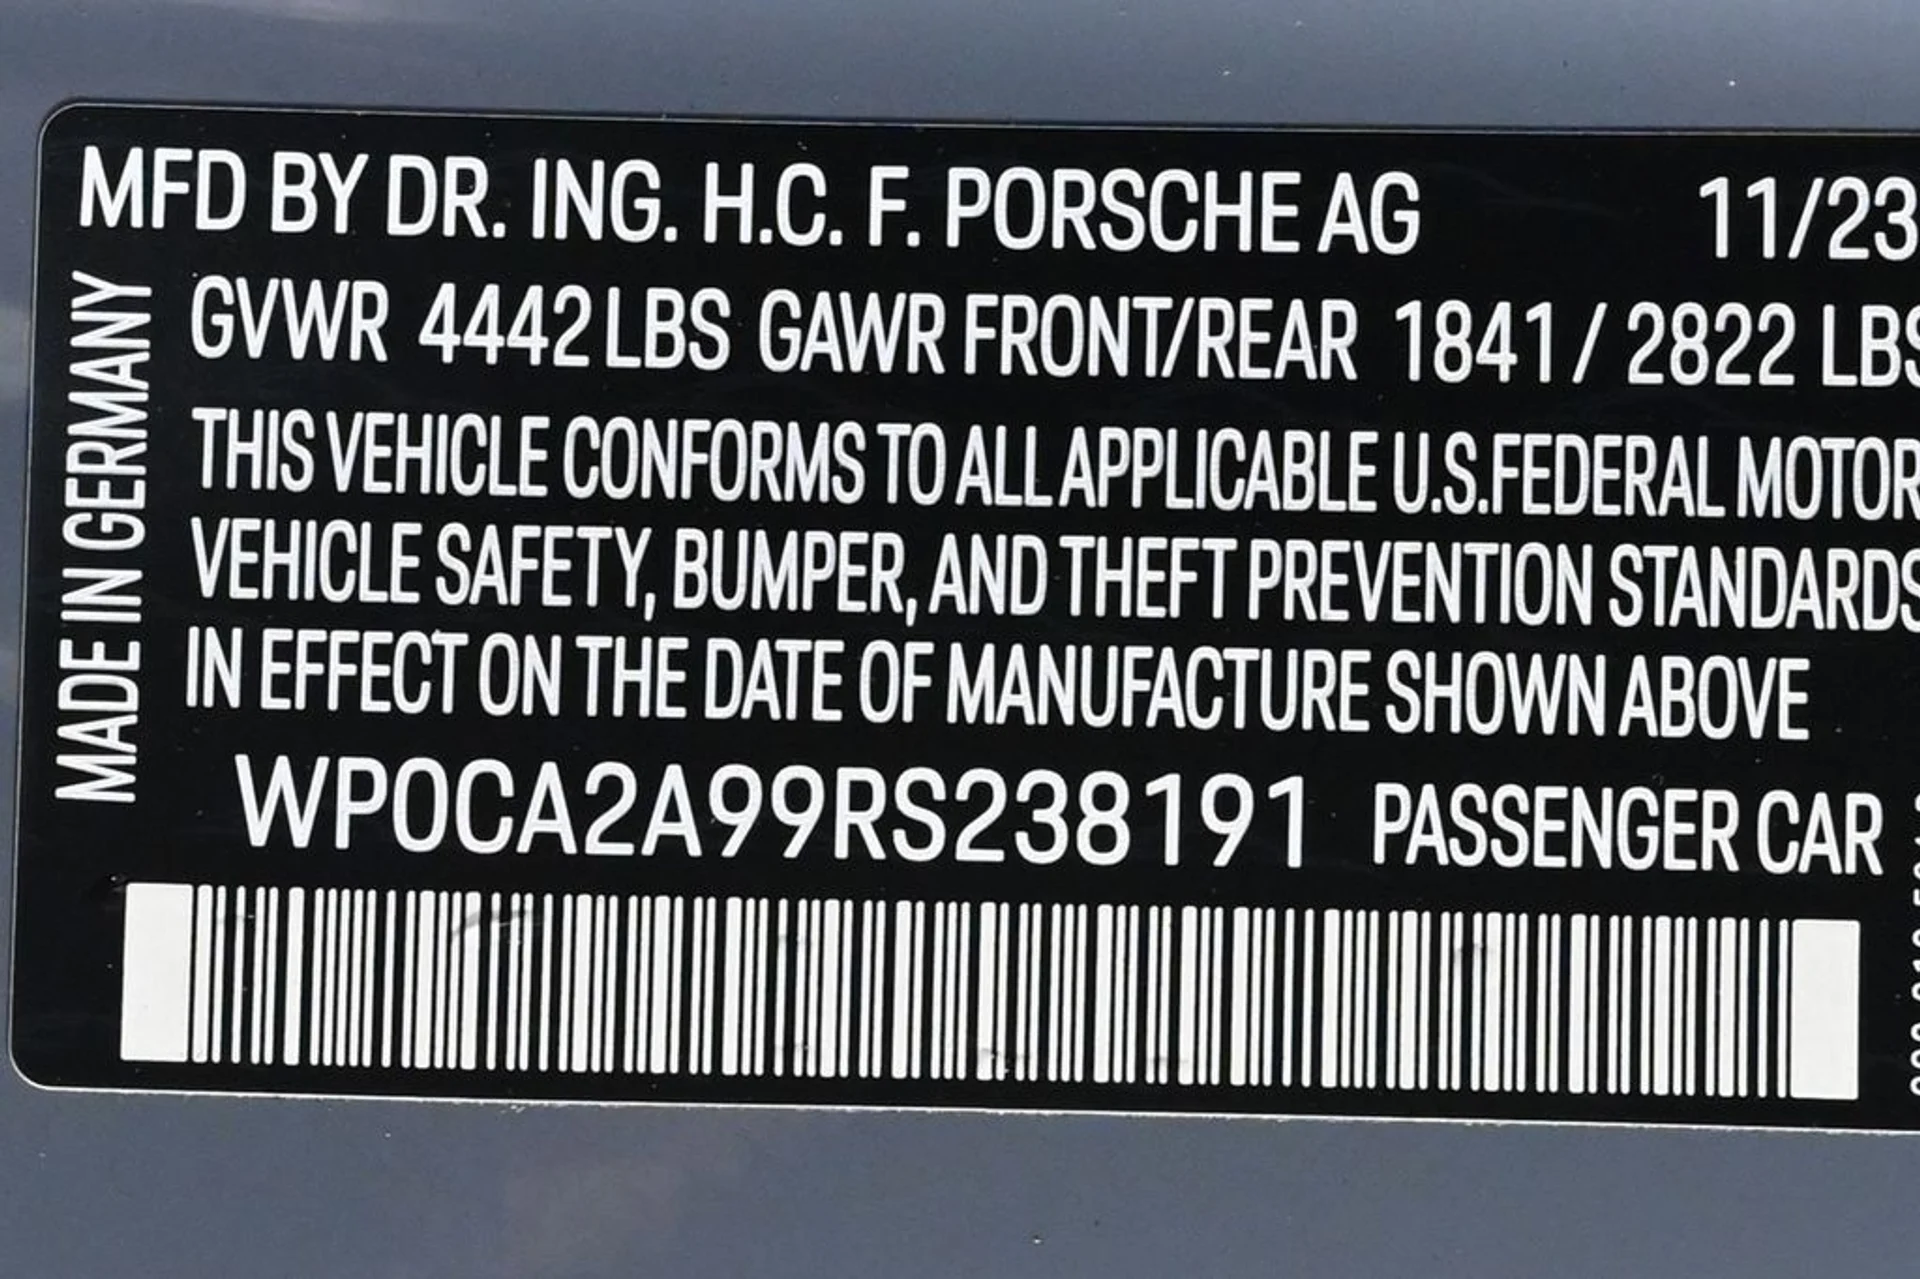 MFD BY DR. ING. H.C. F. PORSCHE AG 11/23
GVWR 4442 LBS GAWR FRONT/REAR 1841 / 2822 LBS
THIS VEHICLE CONFORMS TO ALL APPLICABLE U.S.FEDERAL MOTOR
VEHICLE SAFETY, BUMPER, AND THEFT PREVENTION STANDARDS
IN EFFECT ON THE DATE OF MANUFACTURE SHOWN ABOVE
WP0CA2A99RS238191 PASSENGER CAR
MADE IN GERMANY